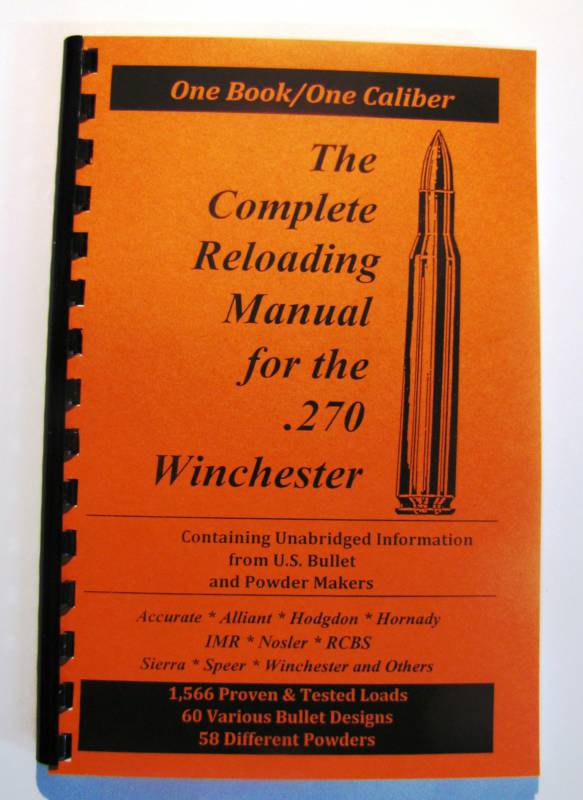 One Book/One Caliber
The
Complete
Reloading
Manual
for the
.270
Winchester
Containing Unabridged Information
from U.S. Bullet
and Powder Makers
Accurate * Alliant * Hodgdon * Hornady
IMR * Nosler * RCBS
Sierra * Speer * Winchester and Others
1,566 Proven & Tested Loads
60 Various Bullet Designs
58 Different Powders